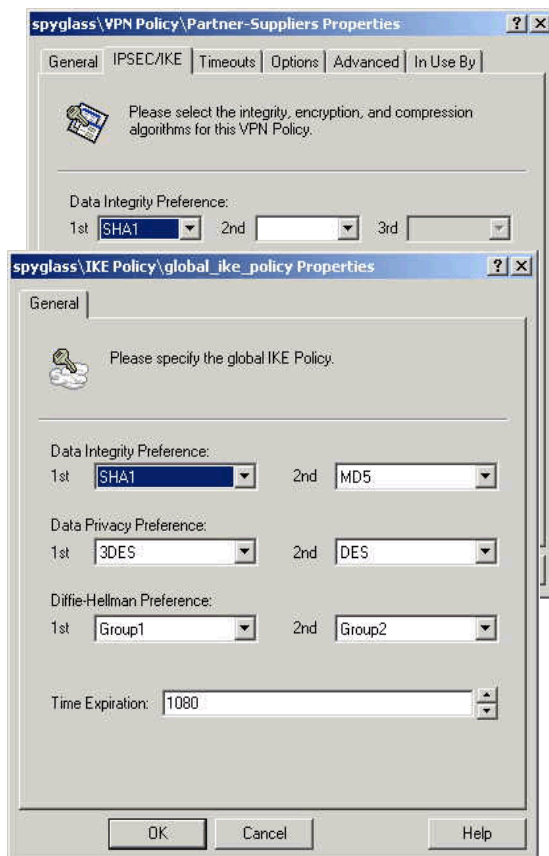 spyglass\VPN Policy\Partner-Suppliers Properties
General IPSEC/IKE Timeouts Options Advanced In Use By
Please select the integrity, encryption, and compression
algorithms for this VPN Policy.
Data Integrity Preference:
1st SHA1 2nd 3rd
spyglass\IKE Policy\global_ike_policy Properties
General
Please specify the global IKE Policy.
Data Integrity Preference:
1st SHA1 2nd MD5
Data Privacy Preference:
1st 3DES 2nd DES
Diffie-Hellman Preference:
1st Group1 2nd Group2
Time Expiration: 1080
OK Cancel Help